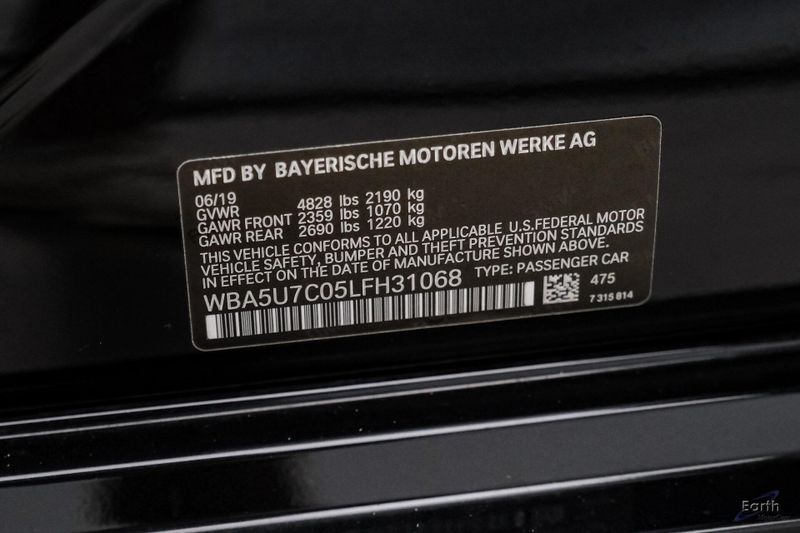 MFD BY BAYERISCHE MOTOREN WERKE AG
06/19
GVWR 4828 lbs 2190 kg
GAWR FRONT 2359 lbs 1070 kg
GAWR REAR 2690 lbs 1220 kg
THIS VEHICLE CONFORMS TO ALL APPLICABLE U.S.FEDERAL MOTOR
VEHICLE SAFETY, BUMPER AND THEFT PREVENTION STANDARDS
IN EFFECT ON THE DATE OF MANUFACTURE SHOWN ABOVE.
WBA5U7C05LFH31068 TYPE: PASSENGER CAR
475
7 315 814
Earth